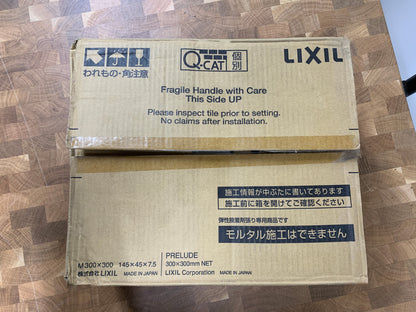 Q-CAT 個別
LIXIL
われもの・角注意
Fragile Handle with Care
This Side UP
Please inspect tile prior to setting.
No claims after installation.
施工情報が中ぶたに書いてあります
施工前に箱を開けてご確認ください
弾性接着剤張り専用商品です
モルタル施工はできません
M300×300 145×45×7.5
株式会社 LIXIL MADE IN JAPAN
PRELUDE
300×300mm NET
LIXIL Corporation MADE IN JAPAN